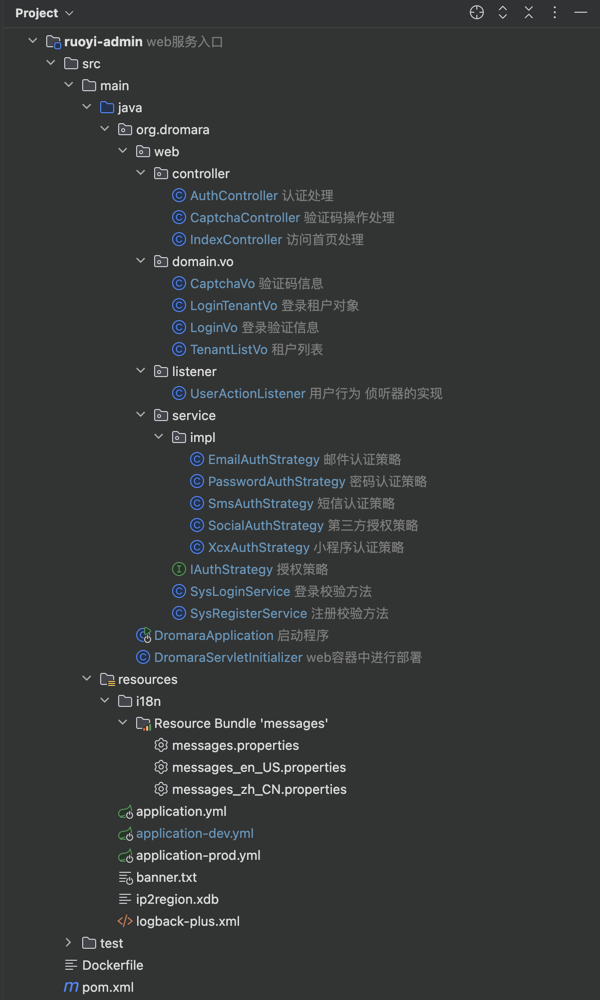 Project
ruoyi-admin web服务入口
src
main
java
org.dromara
web
controller
AuthController 认证处理
CaptchaController 验证码操作处理
IndexController 访问首页处理
domain.vo
CaptchaVo 验证码信息
LoginTenantVo 登录租户对象
LoginVo 登录验证信息
TenantListVo 租户列表
listener
UserActionListener 用户行为 侦听器的实现
service
impl
EmailAuthStrategy 邮件认证策略
PasswordAuthStrategy 密码认证策略
SmsAuthStrategy 短信认证策略
SocialAuthStrategy 第三方授权策略
XcxAuthStrategy 小程序认证策略
IAuthStrategy 授权策略
SysLoginService 登录校验方法
SysRegisterService 注册校验方法
DromaraApplication 启动程序
DromaraServletInitializer web容器中进行部署
resources
i18n
Resource Bundle 'messages'
messages.properties
messages_en_US.properties
messages_zh_CN.properties
application.yml
application-dev.yml
application-prod.yml
banner.txt
ip2region.xdb
logback-plus.xml
test
Dockerfile
pom.xml